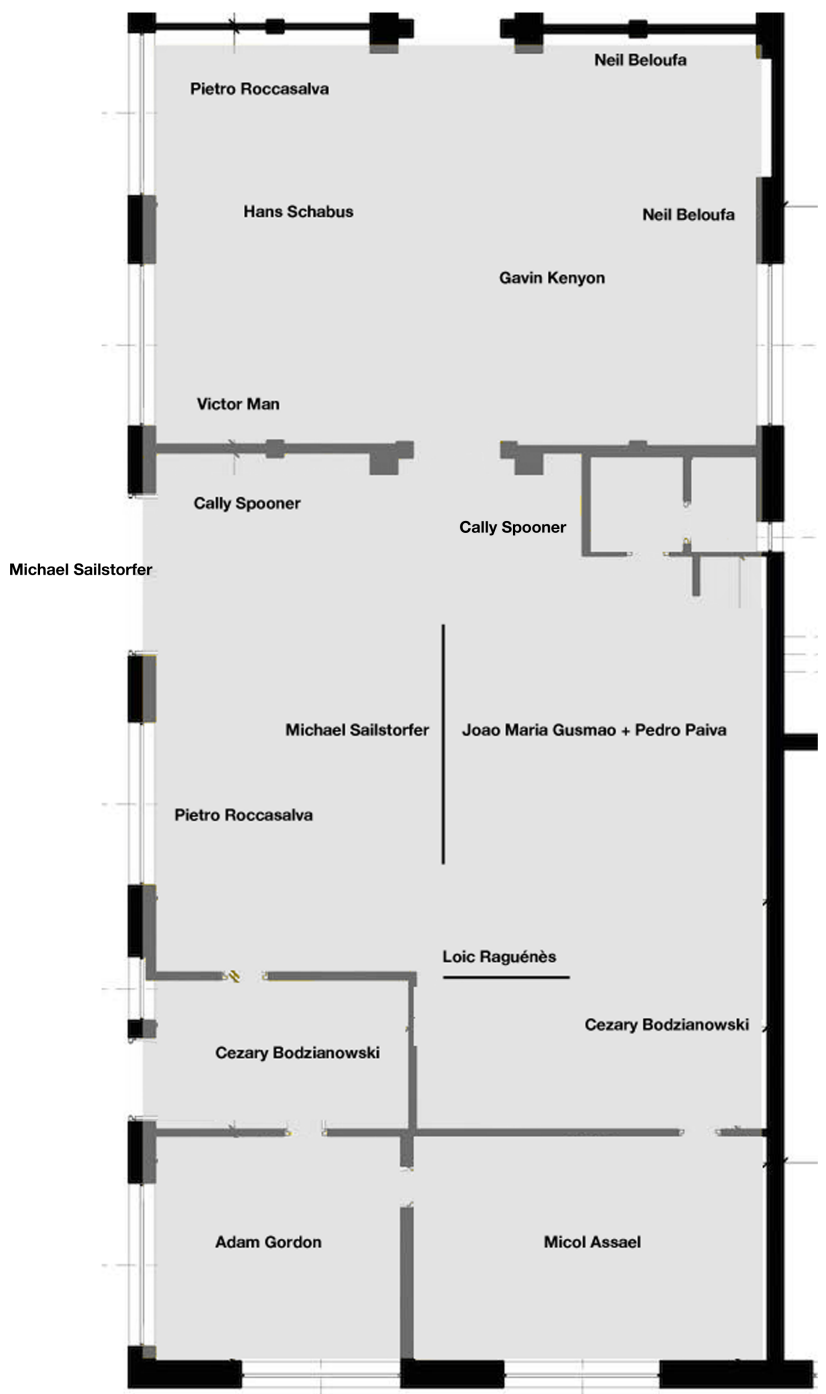 Neil Beloufa
Pietro Roccasalva
Hans Schabus
Neil Beloufa
Gavin Kenyon
Victor Man
Cally Spooner
Cally Spooner
Michael Sailstorfer
Michael Sailstorfer
Joao Maria Gusmao + Pedro Paiva
Pietro Roccasalva
Loic Raguénès
Cezary Bodzianowski
Cezary Bodzianowski
Adam Gordon
Micol Assael